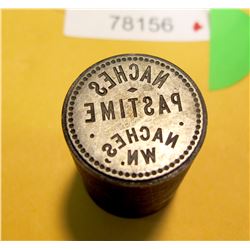 78156
NACHES
PASTIME
NACHES
WN.